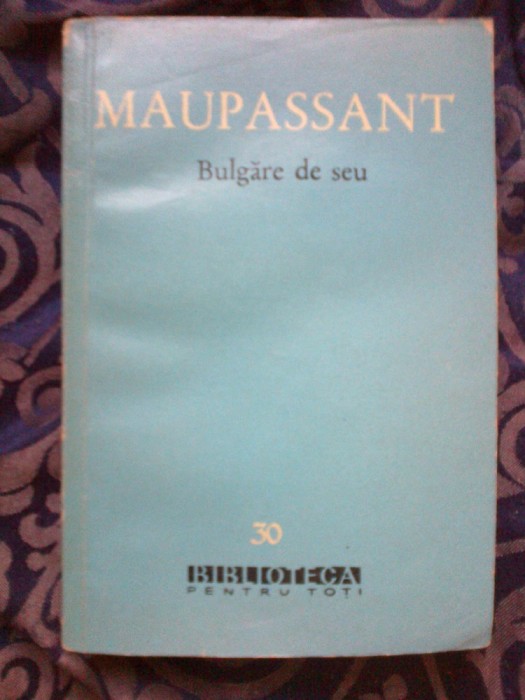 MAUPASSANT
Bulgăre de seu
30
BIBLIOTECA
PENTRU TOȚI